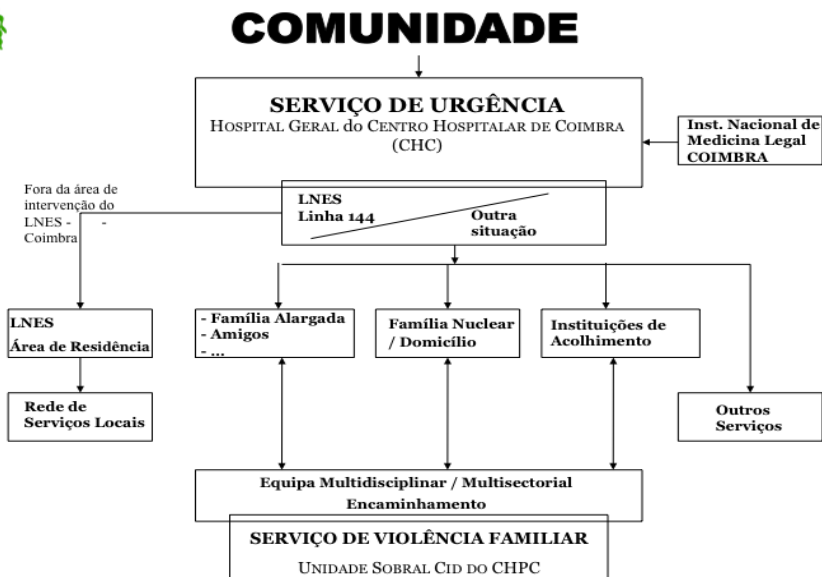 COMUNIDADE
SERVIÇO DE URGÊNCIA
HOSPITAL GERAL do CENTRO HOSPITALAR DE COIMBRA
(CHC)
Inst. Nacional de
Medicina Legal
COIMBRA
Fora da área de
intervenção do
LNES - -
Coimbra
LNES
Linha 144
Outra
situação
LNES
Área de Residência
- Família Alargada
- Amigos
- ...
Família Nuclear
/ Domicílio
Instituições de
Acolhimento
Rede de
Serviços Locais
Outros
Serviços
Equipa Multidisciplinar / Multisectorial
Encaminhamento
SERVIÇO DE VIOLÊNCIA FAMILIAR
UNIDADE SOBRAL CID DO CHPC